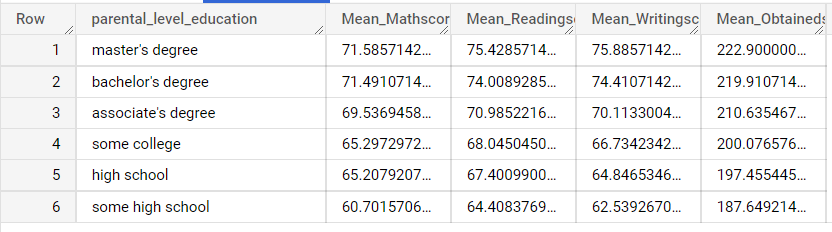 Row parental_level_education Mean_Mathscor Mean_Readings Mean_Writingsc Mean_Obtaineds
1 master's degree 71.5857142... 75.4285714... 75.8857142... 222.900000...
2 bachelor's degree 71.4910714... 74.0089285... 74.4107142... 219.910714...
3 associate's degree 69.5369458... 70.9852216... 70.1133004... 210.635467...
4 some college 65.2972972... 68.0450450... 66.7342342... 200.076576...
5 high school 65.2079207... 67.4009900... 64.8465346... 197.455445...
6 some high school 60.7015706... 64.4083769... 62.5392670... 187.649214...